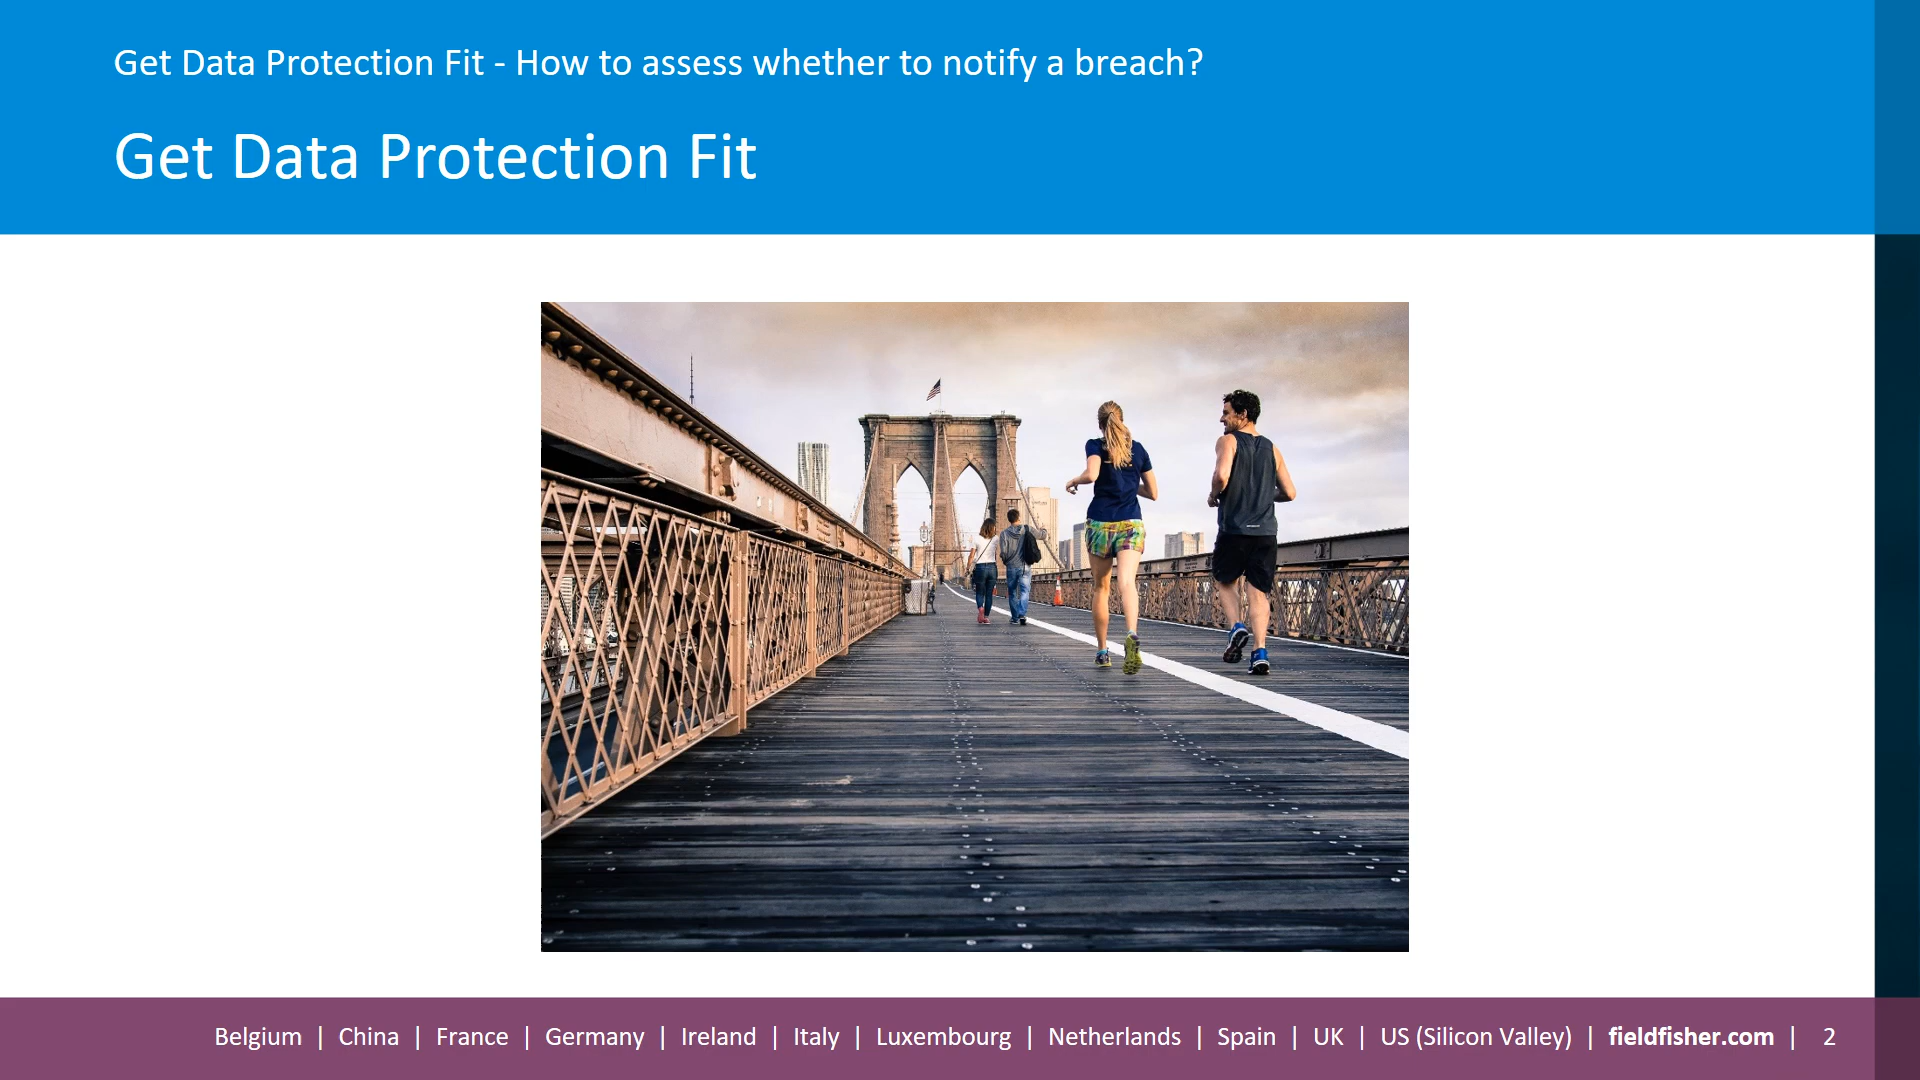 Get Data Protection Fit - How to assess whether to notify a breach?
Get Data Protection Fit
Belgium | China | France | Germany | Ireland | Italy | Luxembourg | Netherlands | Spain | UK | US (Silicon Valley) | fieldfisher.com | 2